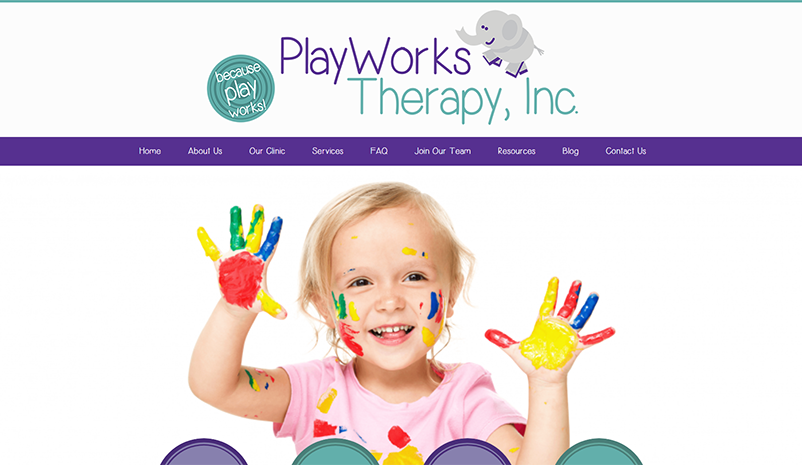 PlayWorks
Therapy, Inc.
because
play
works!
Home About Us Our Clinic Services FAQ Join Our Team Resources Blog Contact Us